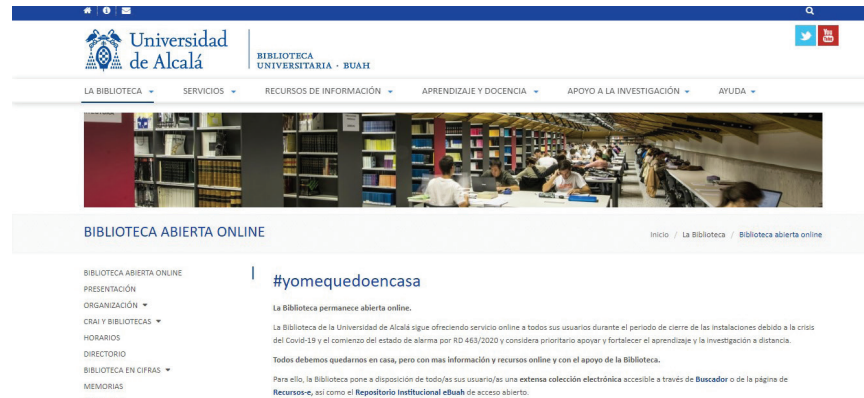 Universidad
de Alcalá
BIBLIOTECA
UNIVERSITARIA · BUAH
You
LA BIBLIOTECA
SERVICIOS
RECURSOS DE INFORMACIÓN
APRENDIZAJE Y DOCENCIA
APOYO A LA INVESTIGACIÓN
AYUDA
BIBLIOTECA ABIERTA ONLINE
Inicio / La Biblioteca / Biblioteca abierta online
BIBLIOTECA ABIERTA ONLINE
PRESENTACIÓN
ORGANIZACIÓN
CRAI Y BIBLIOTECAS
HORARIOS
DIRECTORIO
BIBLIOTECA EN CIFRAS
MEMORIAS
#yomequedoencasa
La Biblioteca permanece abierta online.
La Biblioteca de la Universidad de Alcalá sigue ofreciendo servicio online a todos sus usuarios durante el periodo de cierre de las instalaciones debido a la crisis
del Covid-19 y el comienzo del estado de alarma por RD 463/2020 y considera prioritario apoyar y fortalecer el aprendizaje y la investigación a distancia.
Todos debemos quedarnos en casa, pero con mas información y recursos online y con el apoyo de la Biblioteca.
Para ello, la Biblioteca pone a disposición de todo/as sus usuario/as una extensa colección electrónica accesible a través de Buscador o de la página de
Recursos-e, así como el Repositorio Institucional eBuah de acceso abierto.